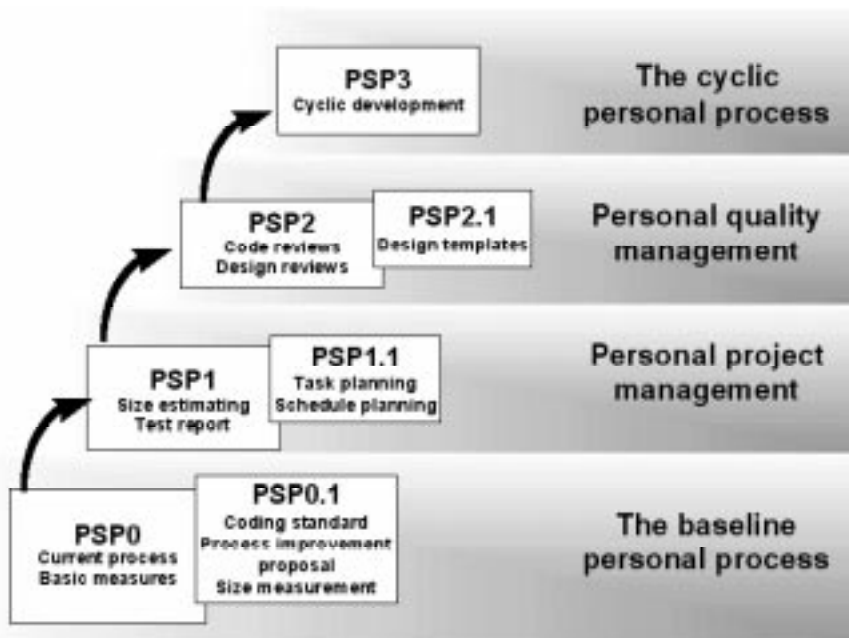 PSP3
Cyclic development
The cyclic
personal process
PSP2
Code reviews
Design reviews
PSP2.1
Design templates
Personal quality
management
PSP1
Size estimating
Test report
PSP1.1
Task planning
Schedule planning
Personal project
management
PSP0
Current process
Basic measures
PSP0.1
Coding standard
Process improvement
proposal
Size measurement
The baseline
personal process